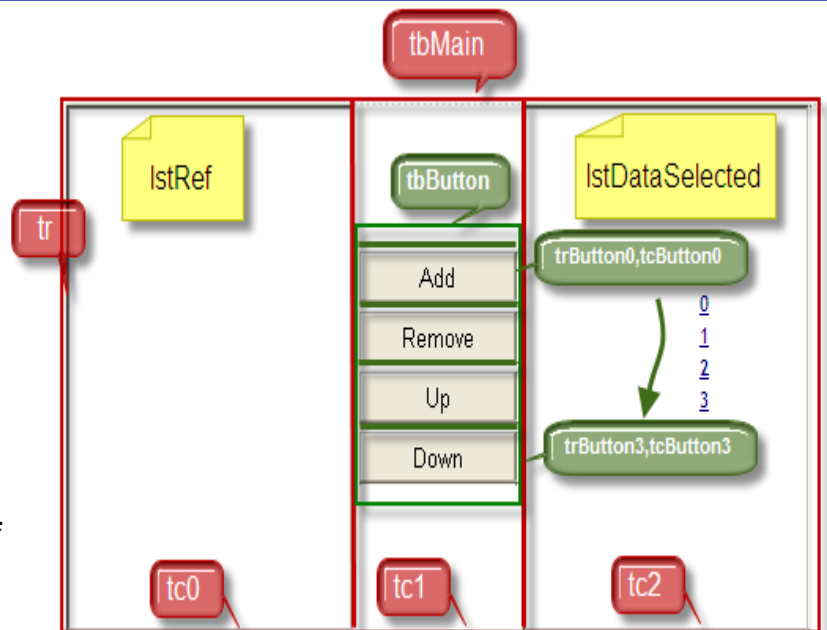 tbMain
lstRef
tbButton
lstDataSelected
tr
trButton0,tcButton0
Add
0
Remove
1
2
Up
3
trButton3,tcButton3
Down
tc0
tc1
tc2